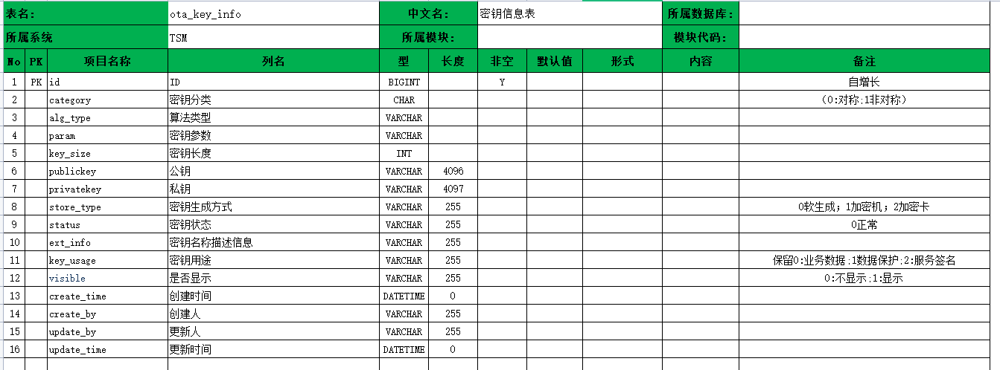 表名: ota_key_info 中文名: 密钥信息表 所属数据库:
所属系统 TSM 所属模块: 模块代码:
No PK 项目名称 列名 型 长度 非空 默认值 形式 内容 备注
1 PK id ID BIGINT Y 自增长
2 category 密钥分类 CHAR （0:对称;1非对称）
3 alg_type 算法类型 VARCHAR
4 param 密钥参数 VARCHAR
5 key_size 密钥长度 INT
6 publickey 公钥 VARCHAR 4096
7 privatekey 私钥 VARCHAR 4097
8 store_type 密钥生成方式 VARCHAR 255 0软生成；1加密机；2加密卡
9 status 密钥状态 VARCHAR 255 0正常
10 ext_info 密钥名称描述信息 VARCHAR 255
11 key_usage 密钥用途 VARCHAR 255 保留0:业务数据;1数据保护;2:服务签名
12 visible 是否显示 VARCHAR 255 0:不显示;1:显示
13 create_time 创建时间 DATETIME 0
14 create_by 创建人 VARCHAR 255
15 update_by 更新人 VARCHAR 255
16 update_time 更新时间 DATETIME 0